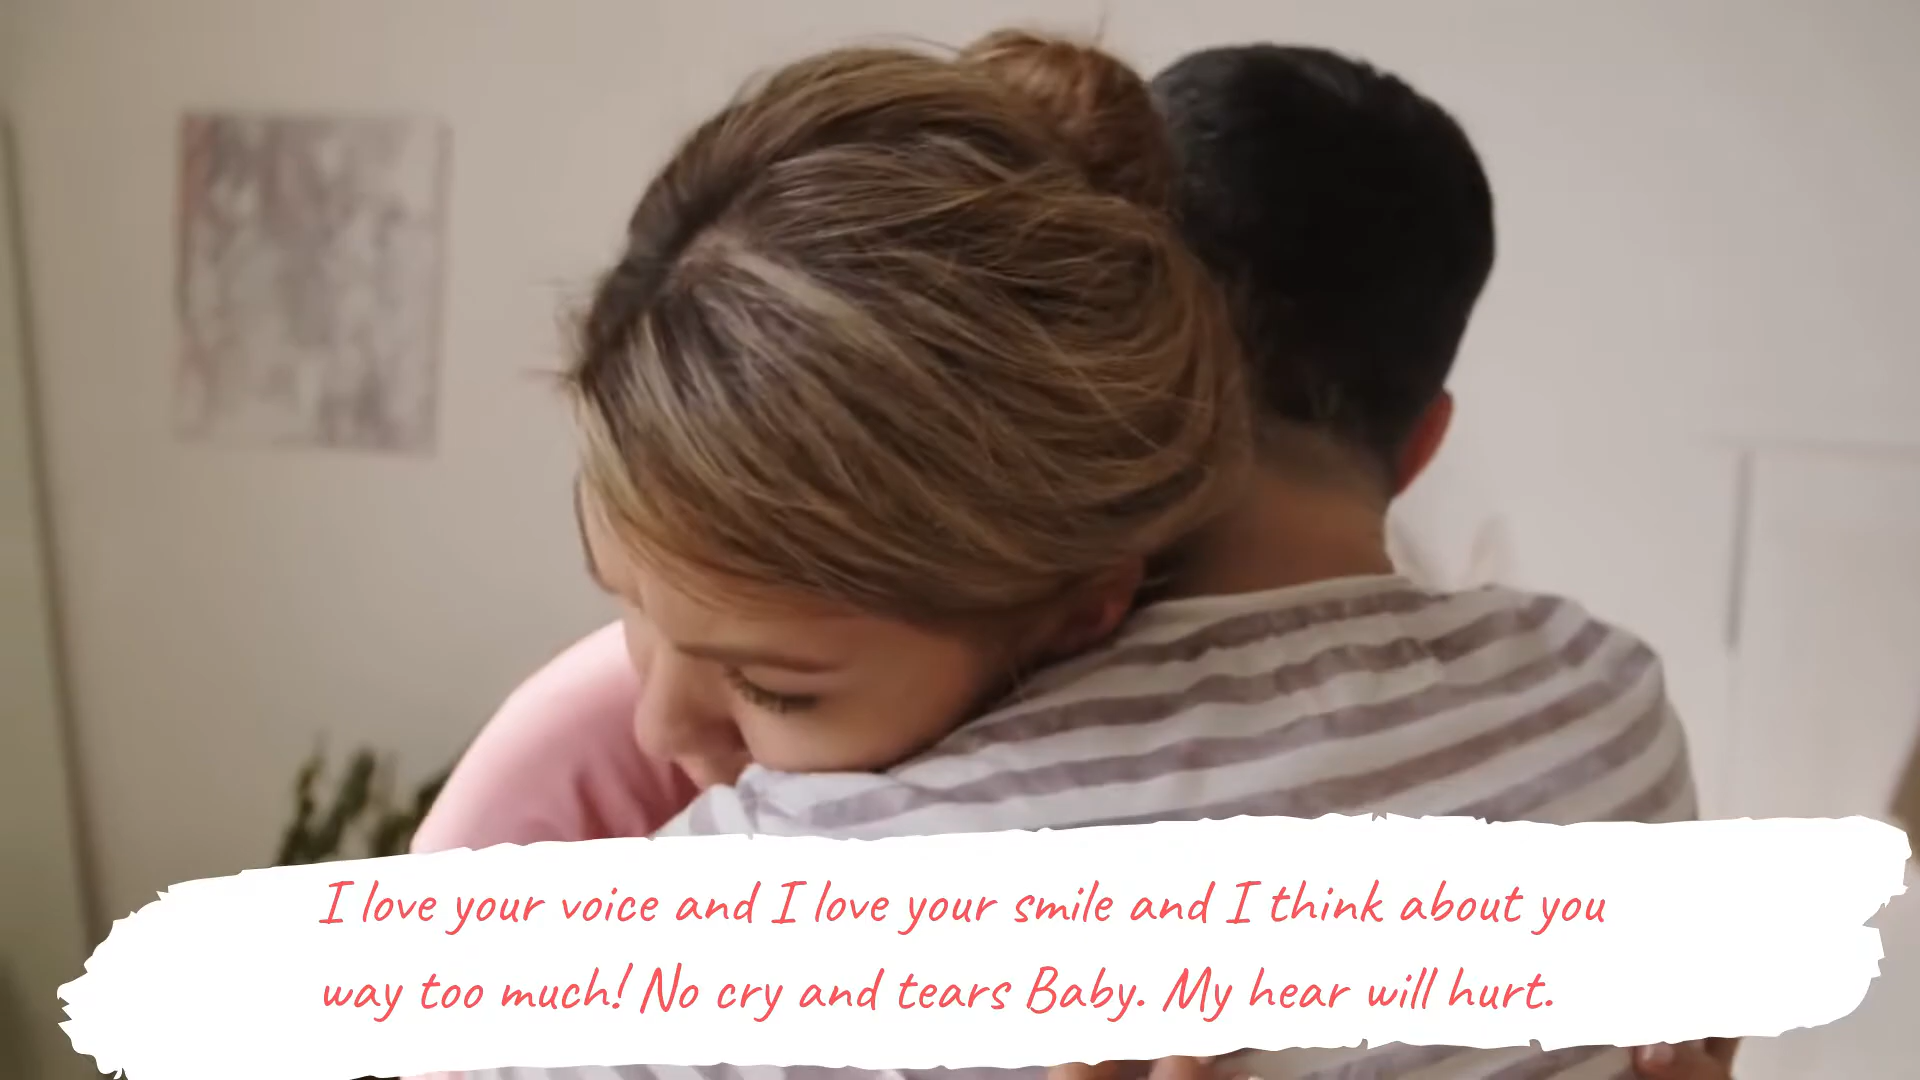 I love your voice and I love your smile and I think about you
way too much! No cry and tears Baby. My hear will hurt.